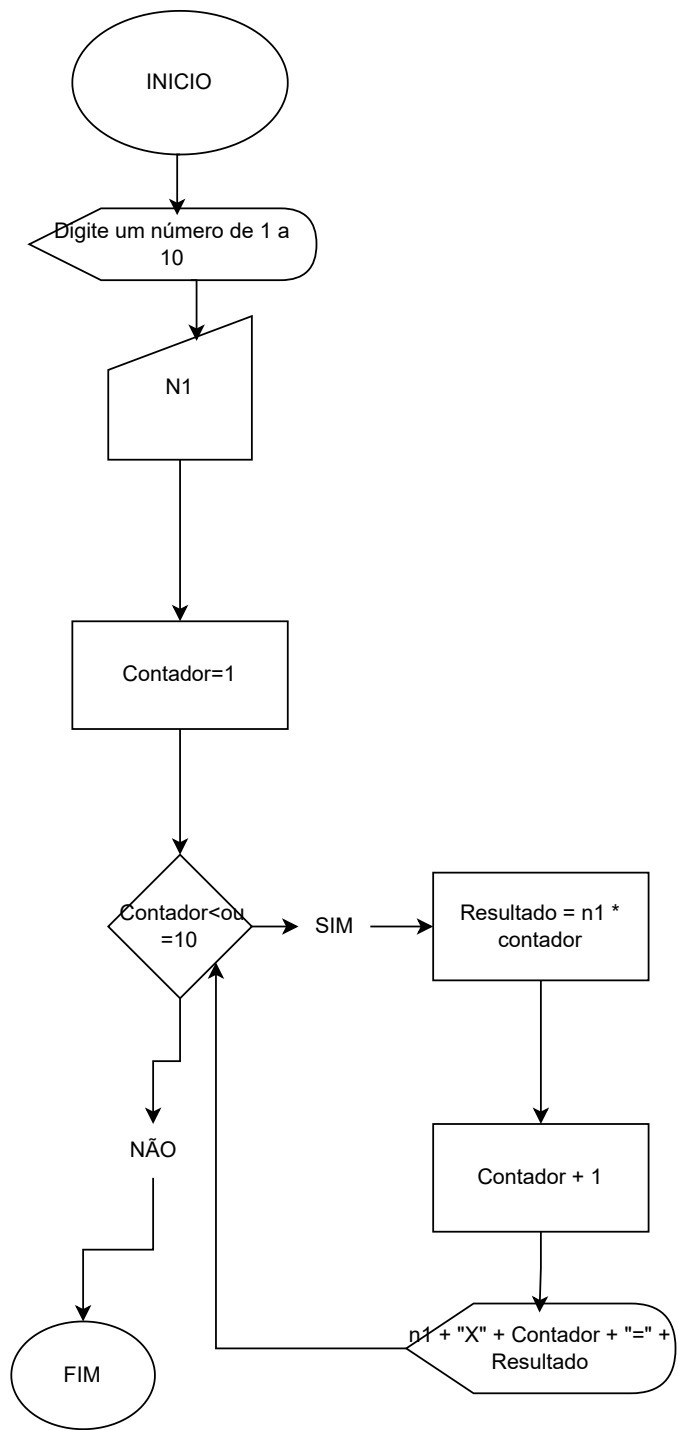 INICIO
Digite um número de 1 a
10
N1
Contador=1
Contador<ou
=10
SIM
Resultado = n1 *
contador
NÃO
Contador + 1
n1 + "X" + Contador + "=" +
Resultado
FIM